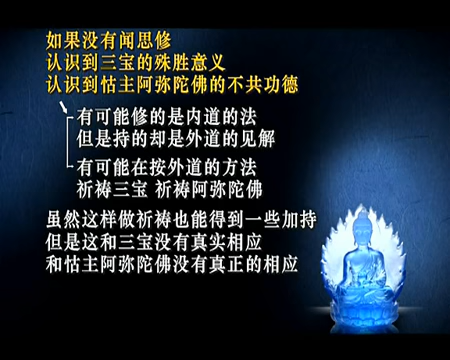 如果没有闻思修
认识到三宝的殊胜意义
认识到怙主阿弥陀佛的不共功德
有可能修的是内道的法
但是持的却是外道的见解
有可能在按外道的方法
祈祷三宝 祈祷阿弥陀佛
虽然这样做祈祷也能得到一些加持
但是这和三宝没有真实相应
和怙主阿弥陀佛没有真正的相应